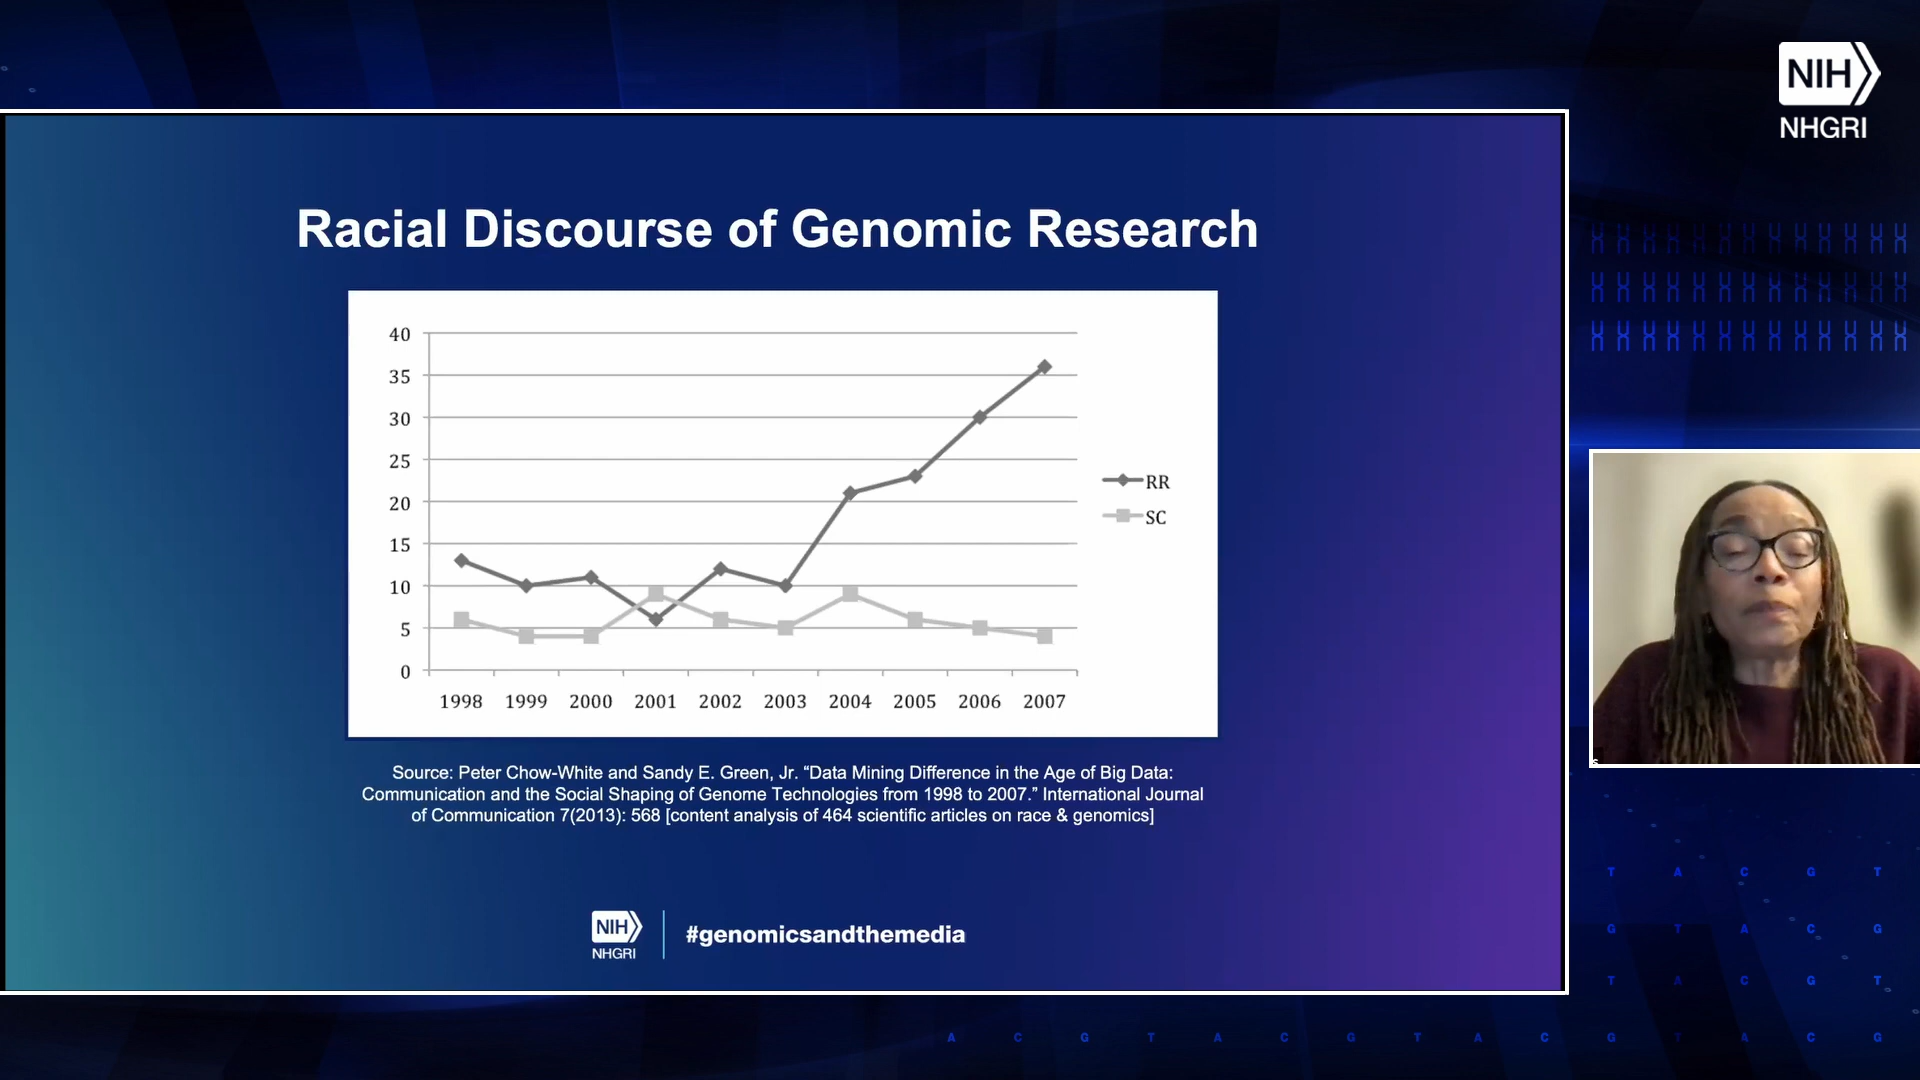 NIH
NHGRI
Racial Discourse of Genomic Research
40
35
30
25
20
15
10
5
0
1998 1999 2000 2001 2002 2003 2004 2005 2006 2007
RR
SC
Source: Peter Chow-White and Sandy E. Green, Jr. “Data Mining Difference in the Age of Big Data:
Communication and the Social Shaping of Genome Technologies from 1998 to 2007.” International Journal
of Communication 7(2013): 568 [content analysis of 464 scientific articles on race & genomics]
NIH
NHGRI
#genomicsandthemedia
T A C G T
G T A C G
T A C G T
A C G T A C G T A C G T A C G